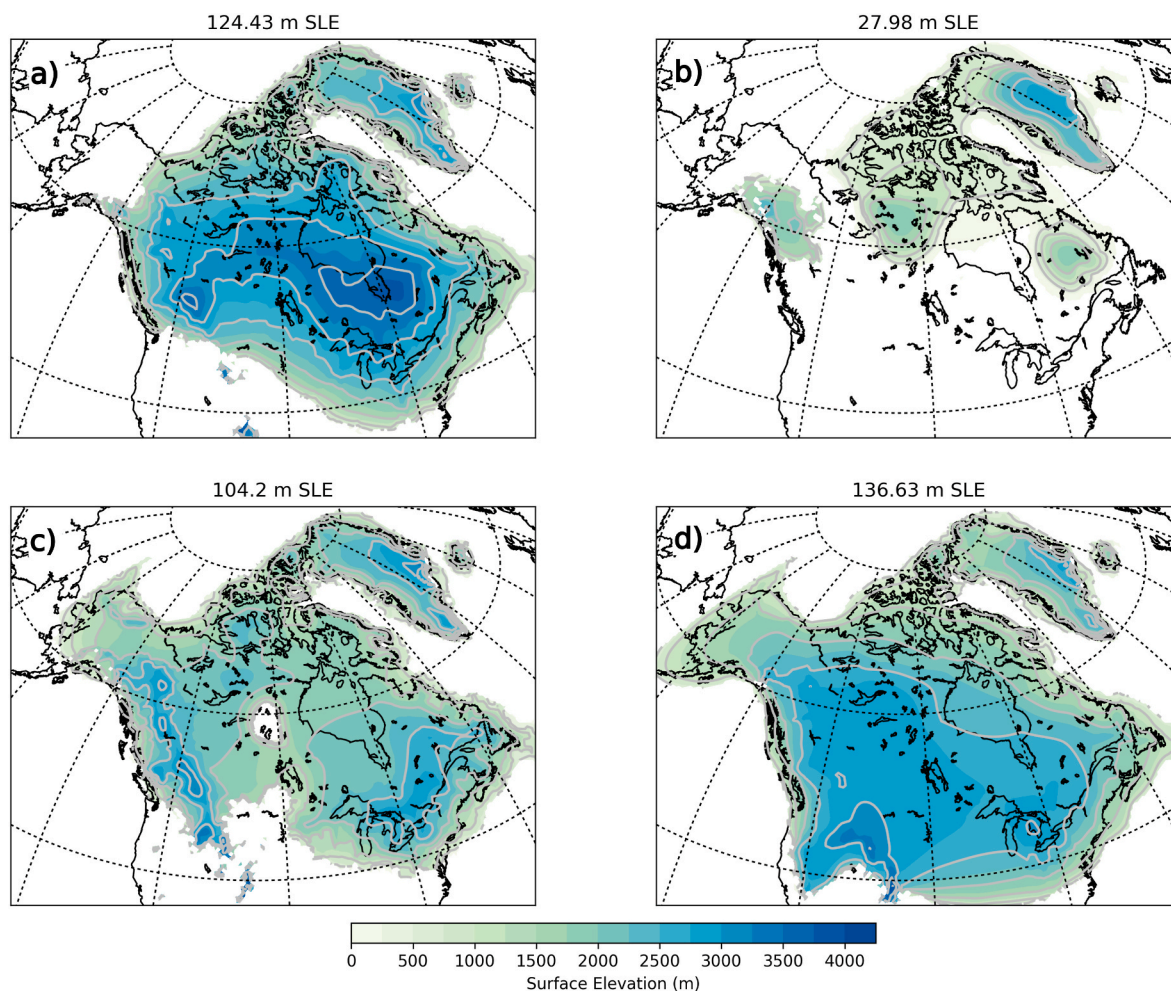 124.43 m SLE
27.98 m SLE
a)
b)
104.2 m SLE
136.63 m SLE
c)
d)
0 500 1000 1500 2000 2500 3000 3500 4000
Surface Elevation (m)